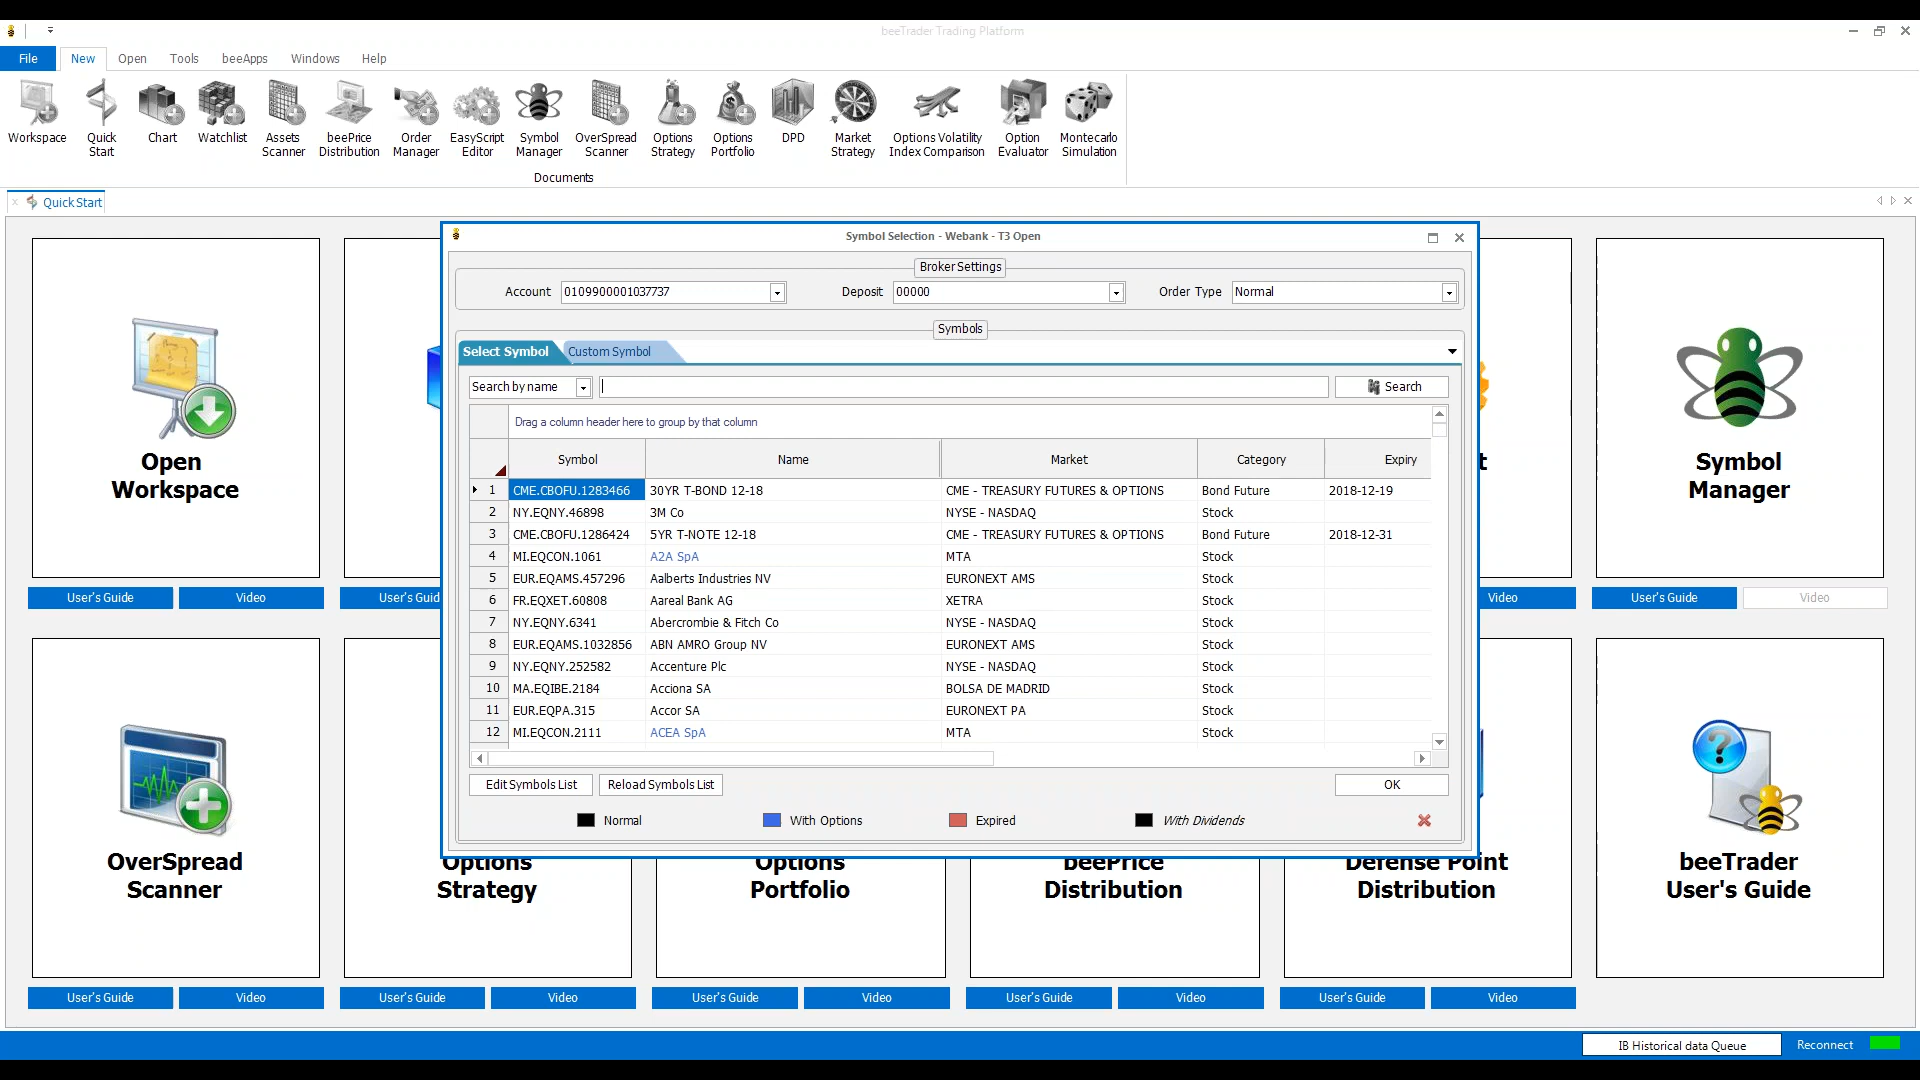 beeTrader Trading Platform
File New Open Tools beeApps Windows Help
Workspace
Quick Start
Chart
Watchlist
Assets Scanner
beePrice Distribution
Order Manager
EasyScript Editor
Symbol Manager
OverSpread Scanner
Options Strategy
Options Portfolio
DPD
Market Strategy
Options Volatility Index Comparison
Option Evaluator
Montecarlo Simulation
Documents
Quick Start
Symbol Selection - Webank - T3 Open
Broker Settings
Account 0109900001037737 Deposit 00000 Order Type Normal
Symbols
Select Symbol Custom Symbol
Search by name Search
Drag a column header here to group by that column
Symbol Name Market Category Expiry
1 CME.CBOFU.1283466 30YR T-BOND 12-18 CME - TREASURY FUTURES & OPTIONS Bond Future 2018-12-19
2 NY.EQNY.46898 3M Co NYSE - NASDAQ Stock
3 CME.CBOFU.1286424 5YR T-NOTE 12-18 CME - TREASURY FUTURES & OPTIONS Bond Future 2018-12-31
4 MI.EQCON.1061 A2A SpA MTA Stock
5 EUR.EQAMS.457296 Aalberts Industries NV EURONEXT AMS Stock
6 FR.EQXET.60808 Aareal Bank AG XETRA Stock
7 NY.EQNY.6341 Abercrombie & Fitch Co NYSE - NASDAQ Stock
8 EUR.EQAMS.1032856 ABN AMRO Group NV EURONEXT AMS Stock
9 NY.EQNY.252582 Accenture Plc NYSE - NASDAQ Stock
10 MA.EQIBE.2184 Acciona SA BOLSA DE MADRID Stock
11 EUR.EQPA.315 Accor SA EURONEXT PA Stock
12 MI.EQCON.2111 ACEA SpA MTA Stock
Edit Symbols List Reload Symbols List OK
Normal With Options Expired With Dividends
Open
Workspace
t
Symbol
Manager
User's Guide Video User's Guid Video User's Guide Video
OverSpread
Scanner
Options
Strategy
Options
Portfolio
beePrice
Distribution
Defense Point
Distribution
beeTrader
User's Guide
User's Guide Video User's Guide Video User's Guide Video User's Guide Video User's Guide Video
IB Historical data Queue Reconnect